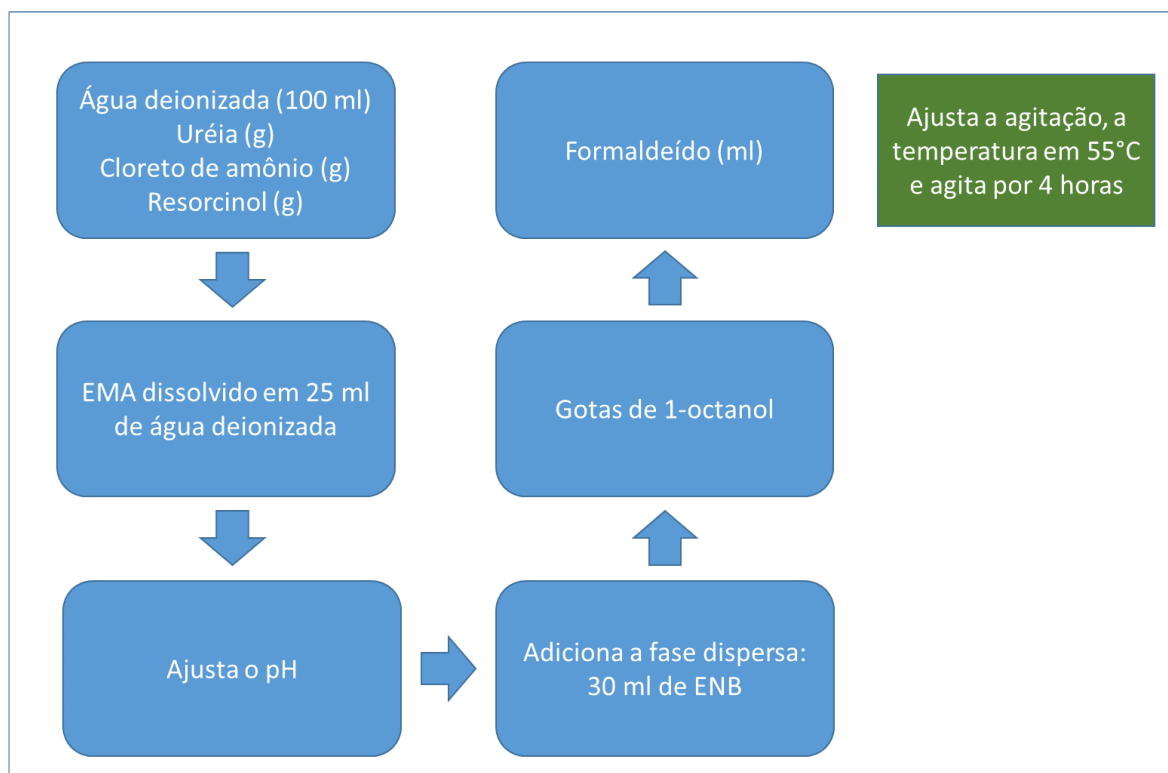 Água deionizada (100 ml)
Uréia (g)
Cloreto de amônio (g)
Resorcinol (g)
EMA dissolvido em 25 ml
de água deionizada
Ajusta o pH
Adiciona a fase dispersa:
30 ml de ENB
Gotas de 1-octanol
Formaldeído (ml)
Ajusta a agitação, a
temperatura em 55°C
e agita por 4 horas